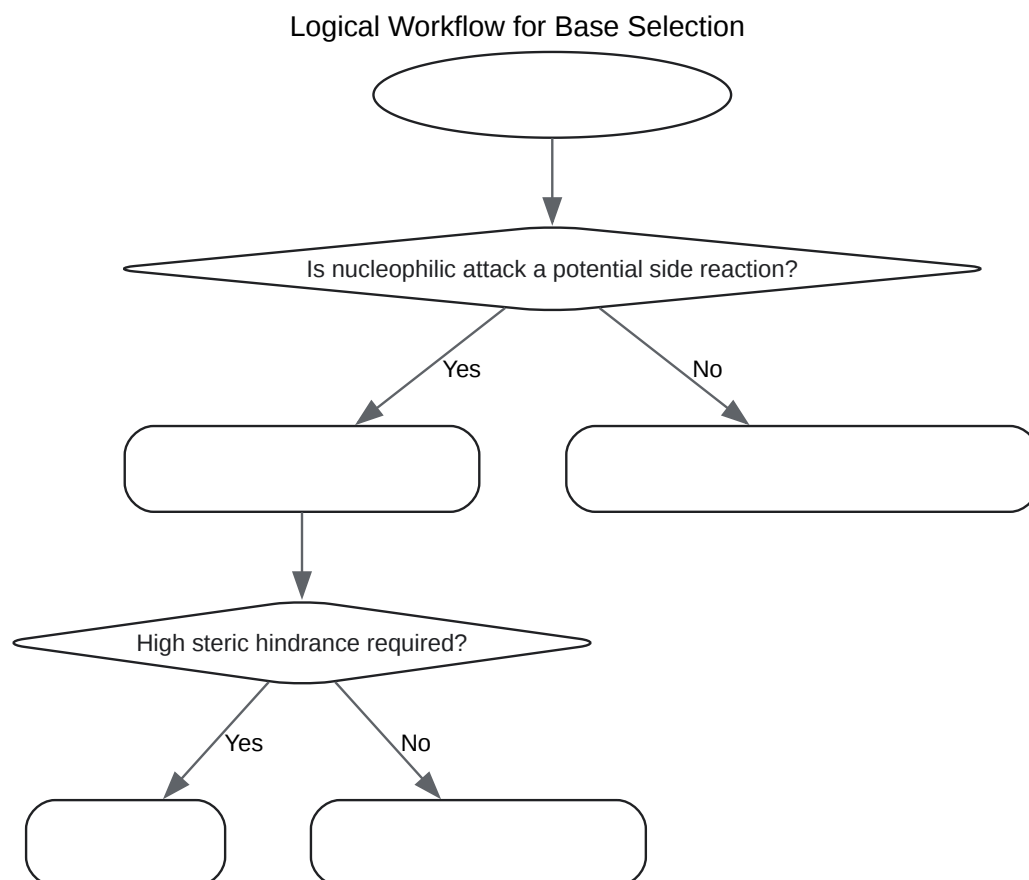 Logical Workflow for Base Selection
Is nucleophilic attack a potential side reaction?
Yes
No
High steric hindrance required?
Yes
No